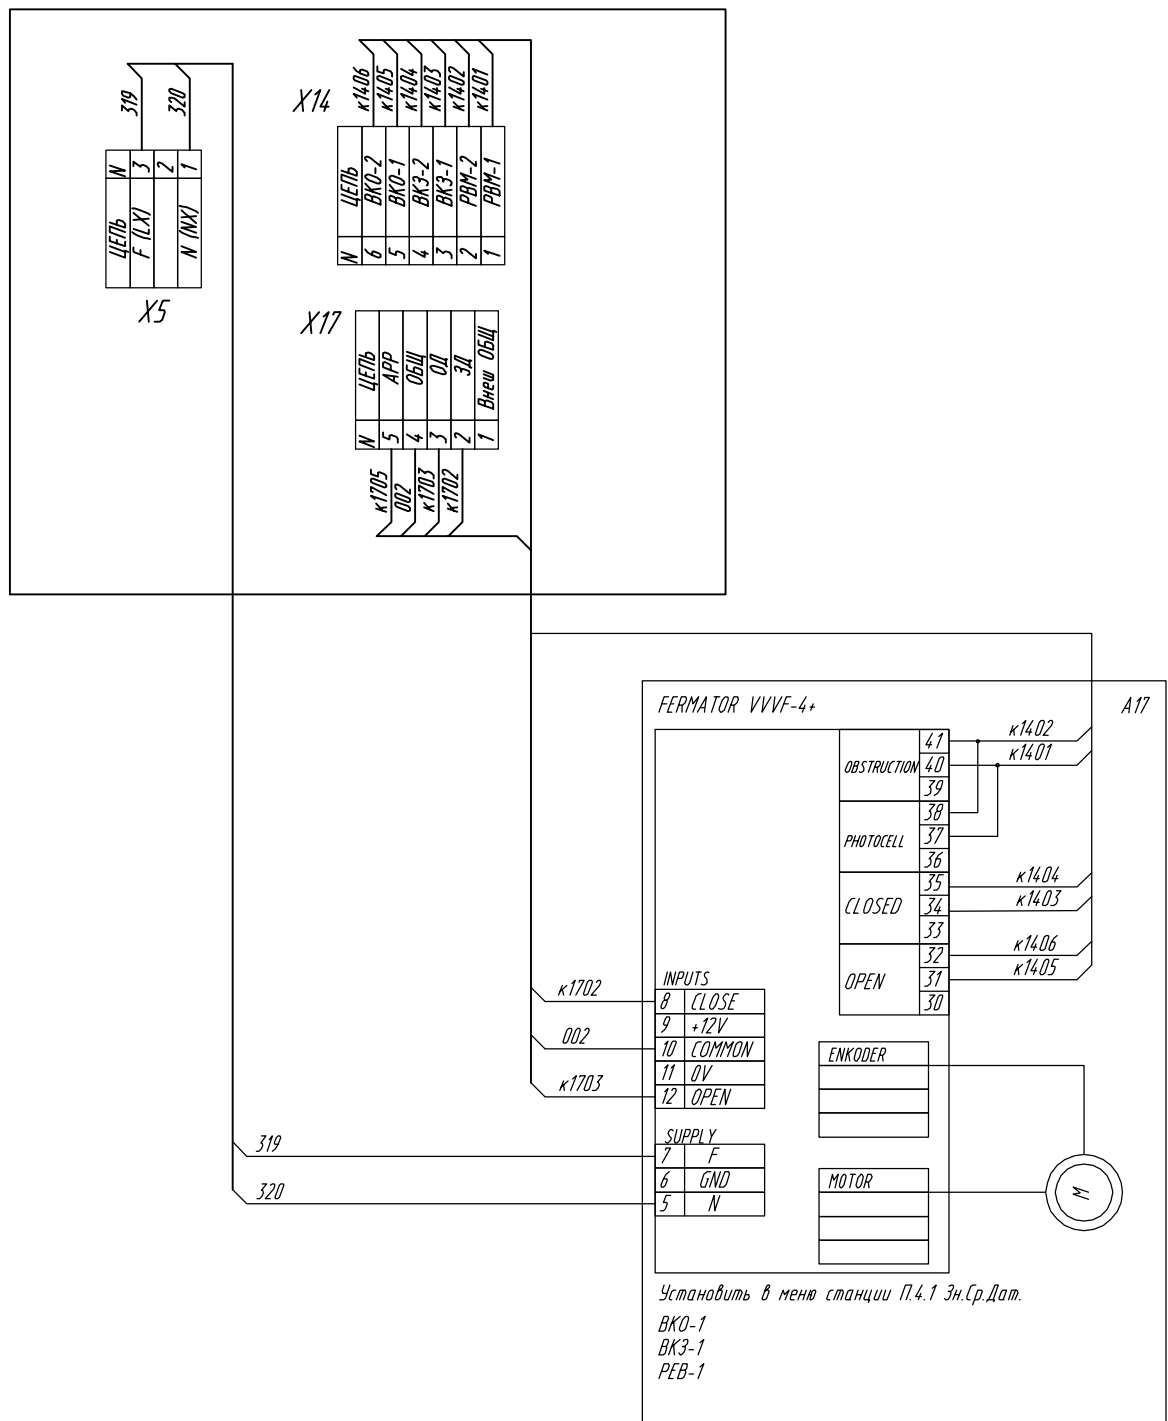 319
320
N
3
2
1
ЦЕПЬ
F (LX)
N (NX)
X5
X14
к1406
к1405
к1404
к1403
к1402
к1401
ЦЕПЬ
ВКО-2
ВКО-1
ВКЗ-2
ВКЗ-1
РВМ-2
РВМ-1
N
6
5
4
3
2
1
X17
ЦЕПЬ
АРР
ОБЩ
ОД
ЗД
Внеш ОБЩ
N
5
4
3
2
1
к1705
002
к1703
к1702
FERMATOR VVVF-4+
A17
OBSTRUCTION
41
40
39
PHOTOCELL
38
37
36
CLOSED
35
34
33
OPEN
32
31
30
к1402
к1401
к1404
к1403
к1406
к1405
INPUTS
8 CLOSE
9 +12V
10 COMMON
11 0V
12 OPEN
к1702
002
к1703
SUPPLY
7 F
6 GND
5 N
319
320
ENKODER
MOTOR
M
Установить в меню станции П.4.1 Зн.Ср.Дат.
ВКО-1
ВКЗ-1
РЕВ-1